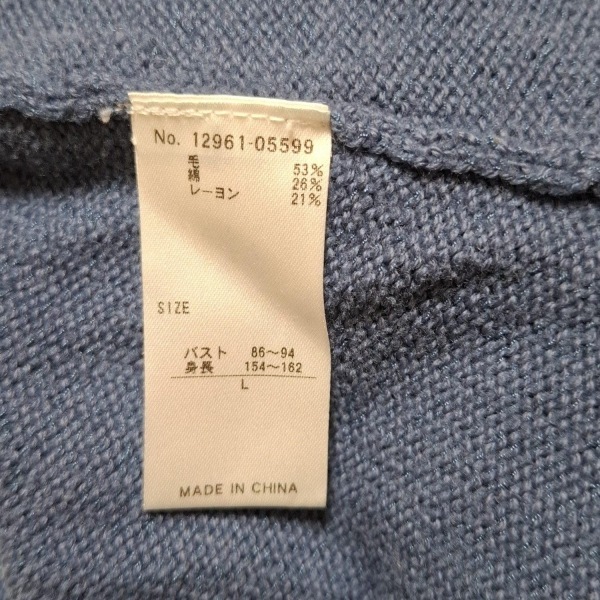 No. 12961-05599
毛 53%
綿 26%
レーヨン 21%
SIZE
バスト 86~94
身長 154~162
L
MADE IN CHINA